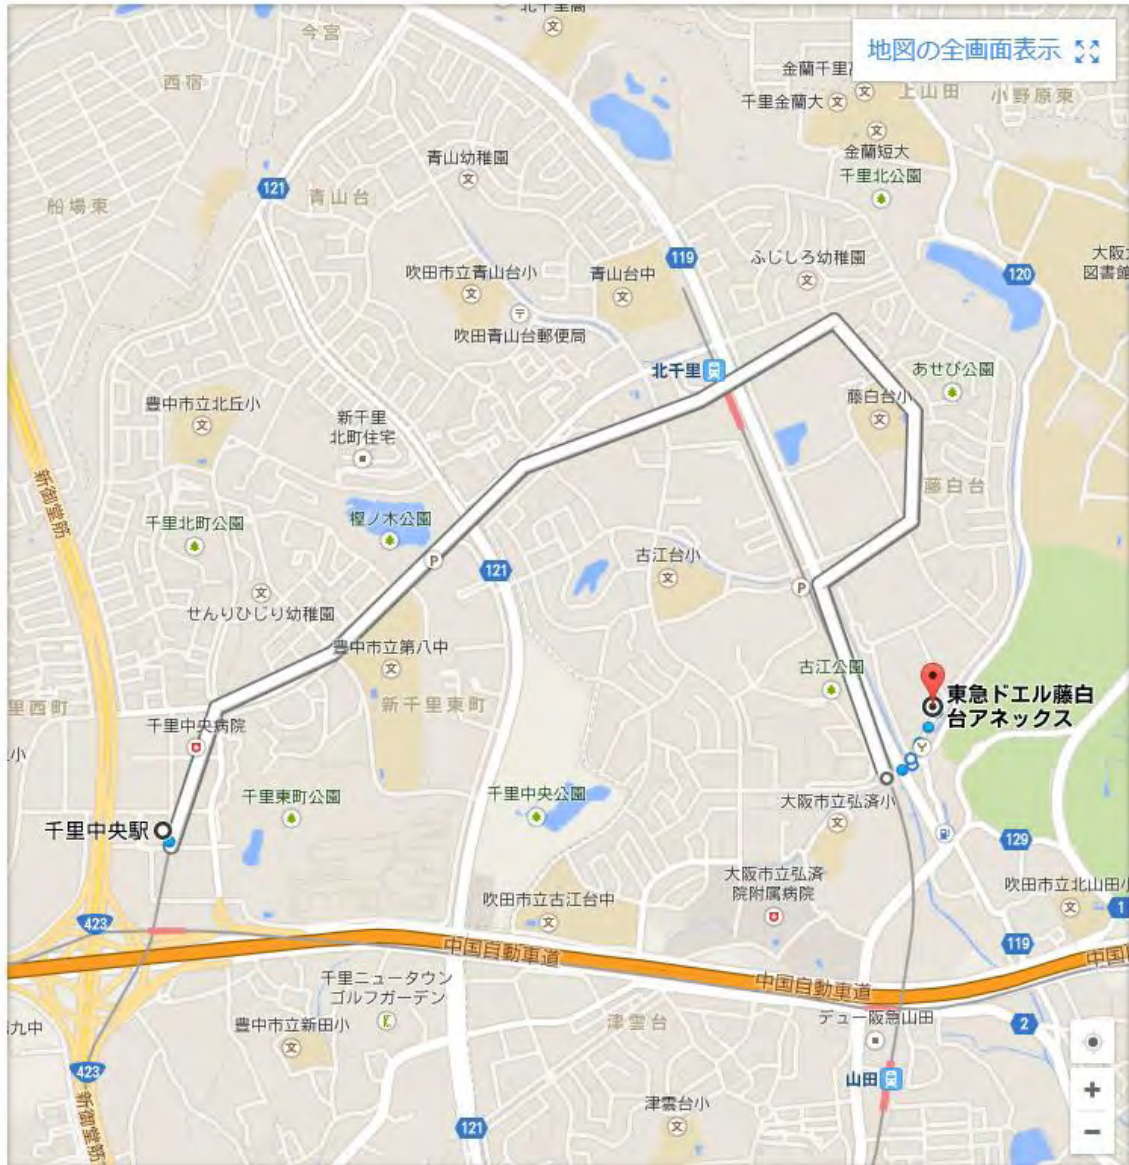 北千里高
今宮
地図の全画面表示
西宿
金蘭千里高
千里金蘭大
上山田
小野原東
金蘭短大
千里北公園
青山幼稚園
121
青山台
船場東
119
ふじしろ幼稚園
120
吹田市立青山台小
青山台中
吹田青山台郵便局
北千里
あせび公園
豊中市立北丘小
新千里
北町住宅
藤白台小
新御堂筋
藤白台
千里北町公園
樫ノ木公園
P
古江台小
121
P
せんりひじり幼稚園
豊中市立第八中
古江公園
新千里東町
東急ドエル藤白
台アネックス
里西町
千里中央病院
小
千里東町公園
千里中央公園
大阪市立弘済小
千里中央駅
129
大阪市立弘済
院附属病院
吹田市立古江台中
吹田市立北山田小
1
423
119
中国自動車道
中国自動車道
中国
千里ニュータウン
ゴルフガーデン
九中
豊中市立新田小
津雲台
デュー阪急山田
2
423
山田
新御堂筋
津雲台小
121
+
−